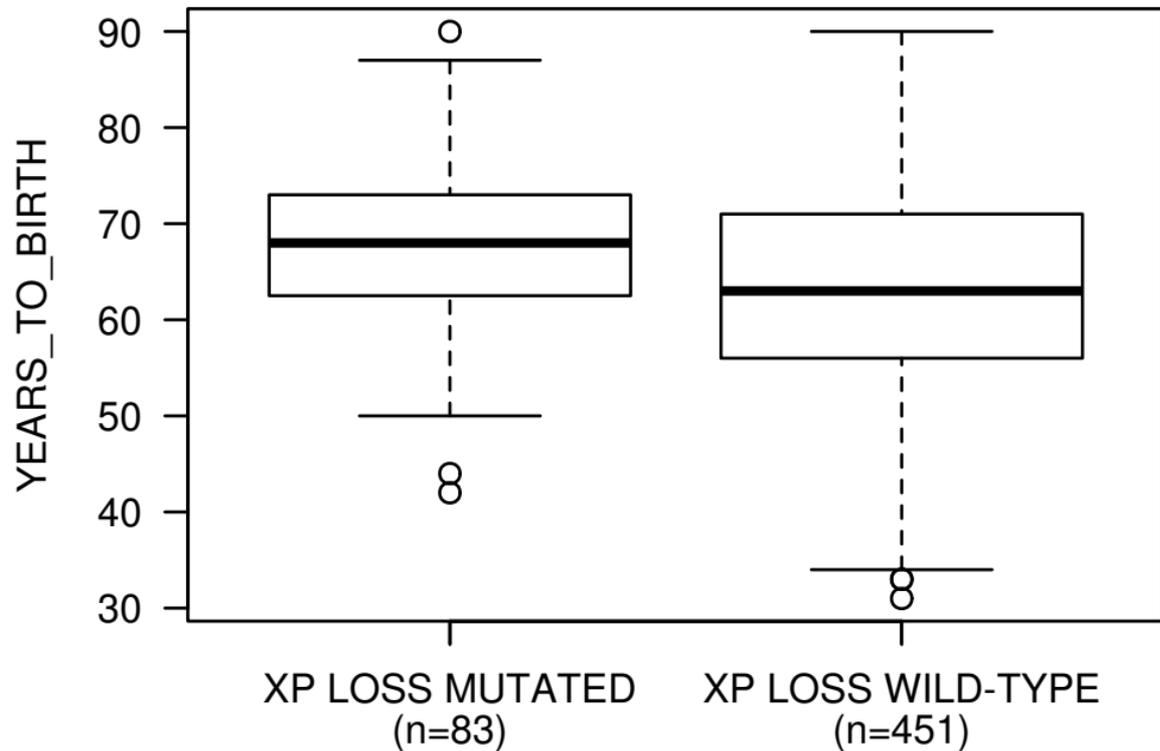 YEARS_TO_BIRTH
90
80
70
60
50
40
30
XP LOSS MUTATED
(n=83)
XP LOSS WILD-TYPE
(n=451)